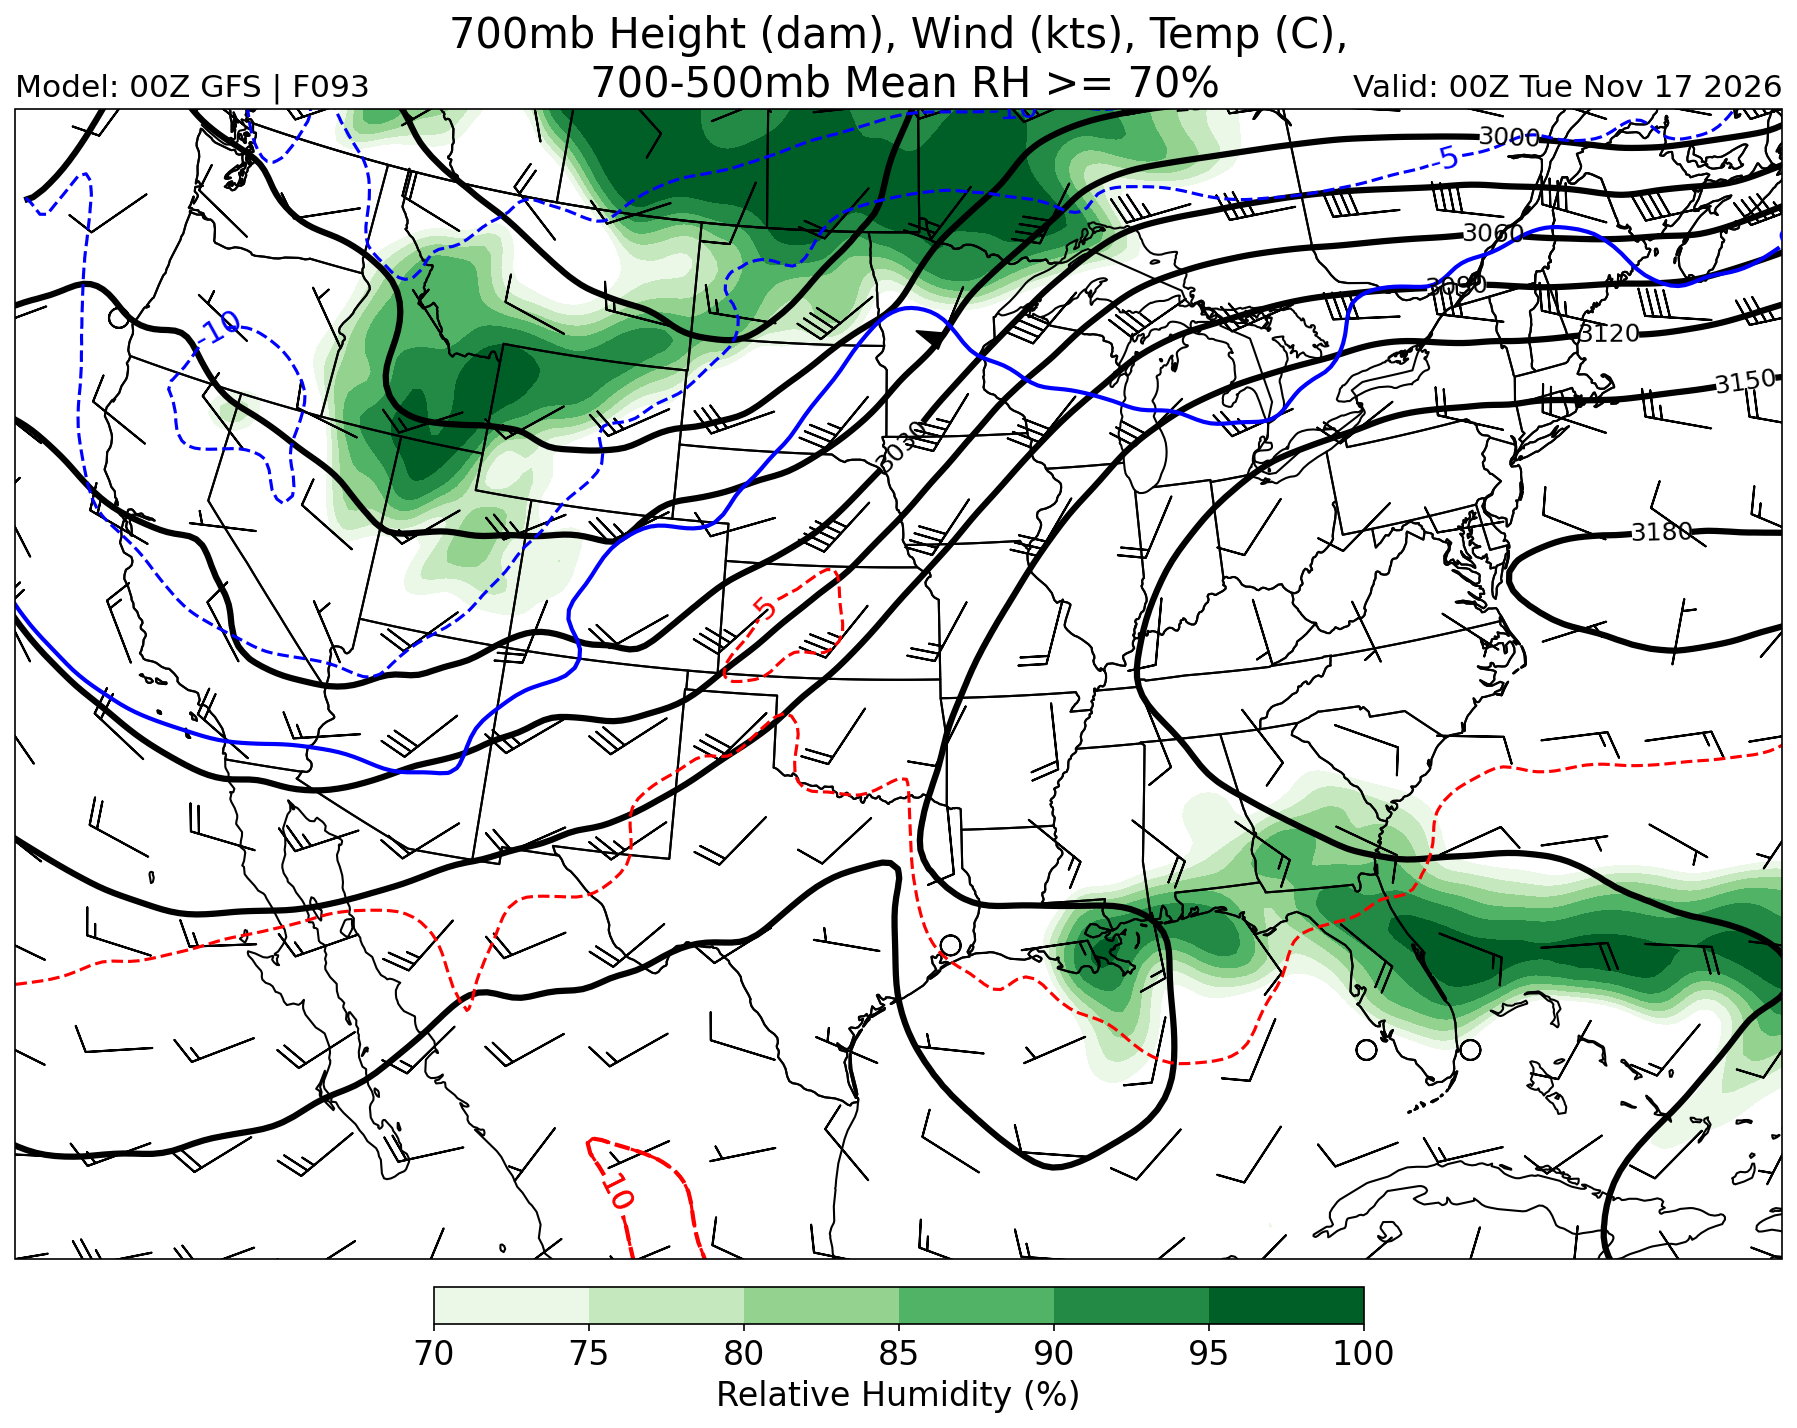 700mb Height (dam), Wind (kts), Temp (C),
700-500mb Mean RH >= 70%
Model: 00Z GFS | F093
Valid: 00Z Tue Nov 17 2026
3000
-5
3060
3090
-10
3120
3150
3030
3180
5
10
70 75 80 85 90 95 100
Relative Humidity (%)